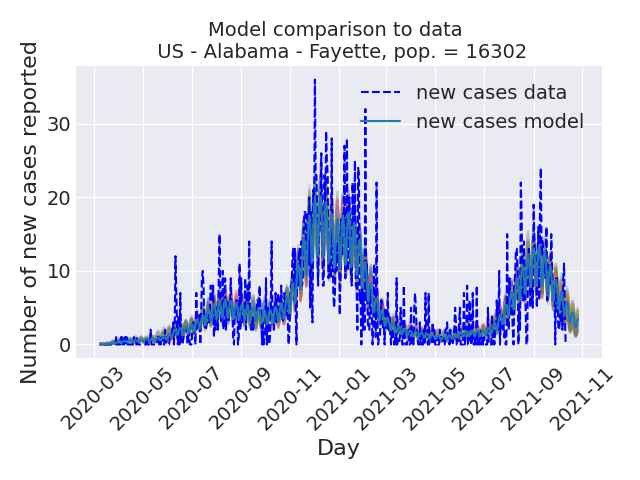 Model comparison to data
US - Alabama - Fayette, pop. = 16302
Number of new cases reported
30
20
10
0
new cases data
new cases model
2020-03
2020-05
2020-07
2020-09
2020-11
2021-01
2021-03
2021-05
2021-07
2021-09
2021-11
Day